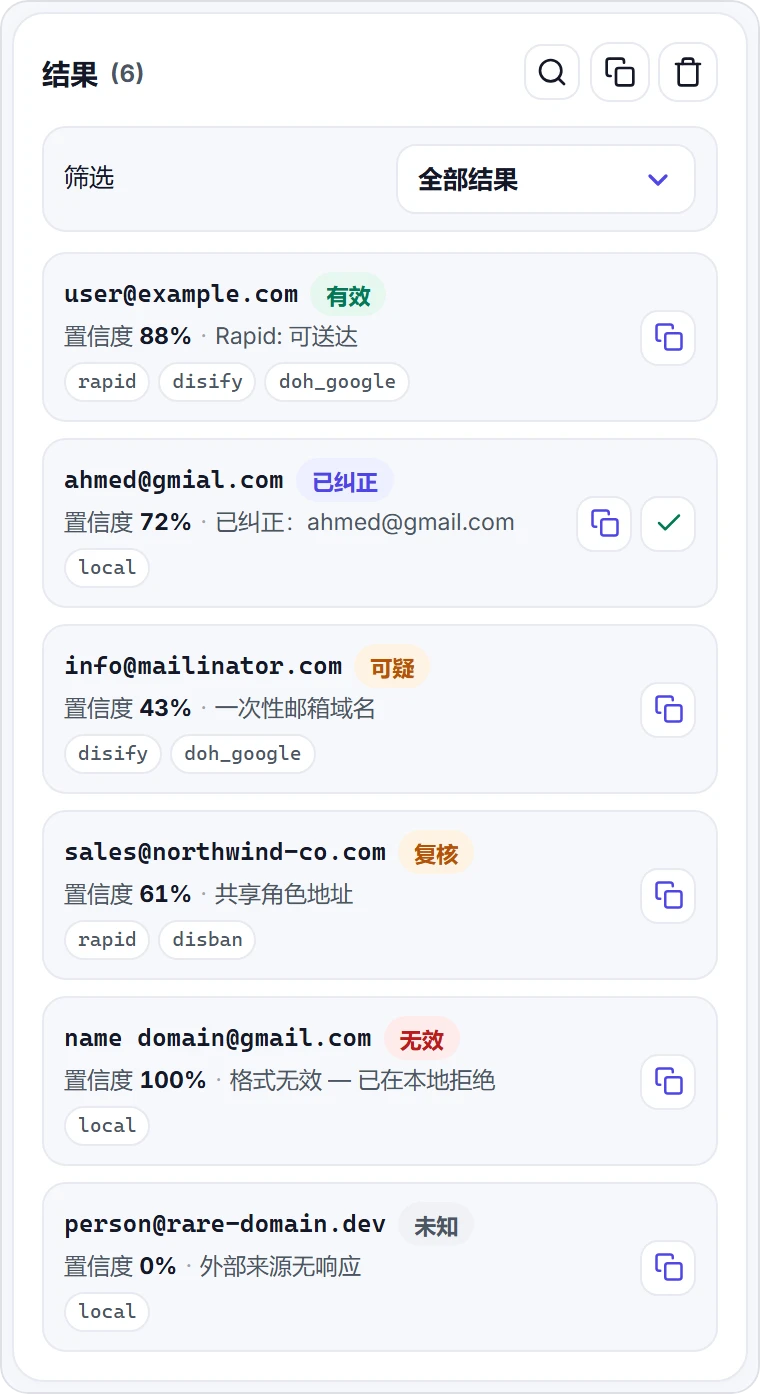 结果 (6)
筛选 全部结果
user@example.com 有效
置信度 88% · Rapid: 可送达
rapid disify doh_google
ahmed@gmial.com 已纠正
置信度 72% · 已纠正：ahmed@gmail.com
local
info@mailinator.com 可疑
置信度 43% · 一次性邮箱域名
disify doh_google
sales@northwind-co.com 复核
置信度 61% · 共享角色地址
rapid disban
name domain@gmail.com 无效
置信度 100% · 格式无效 — 已在本地拒绝
local
person@rare-domain.dev 未知
置信度 0% · 外部来源无响应
local